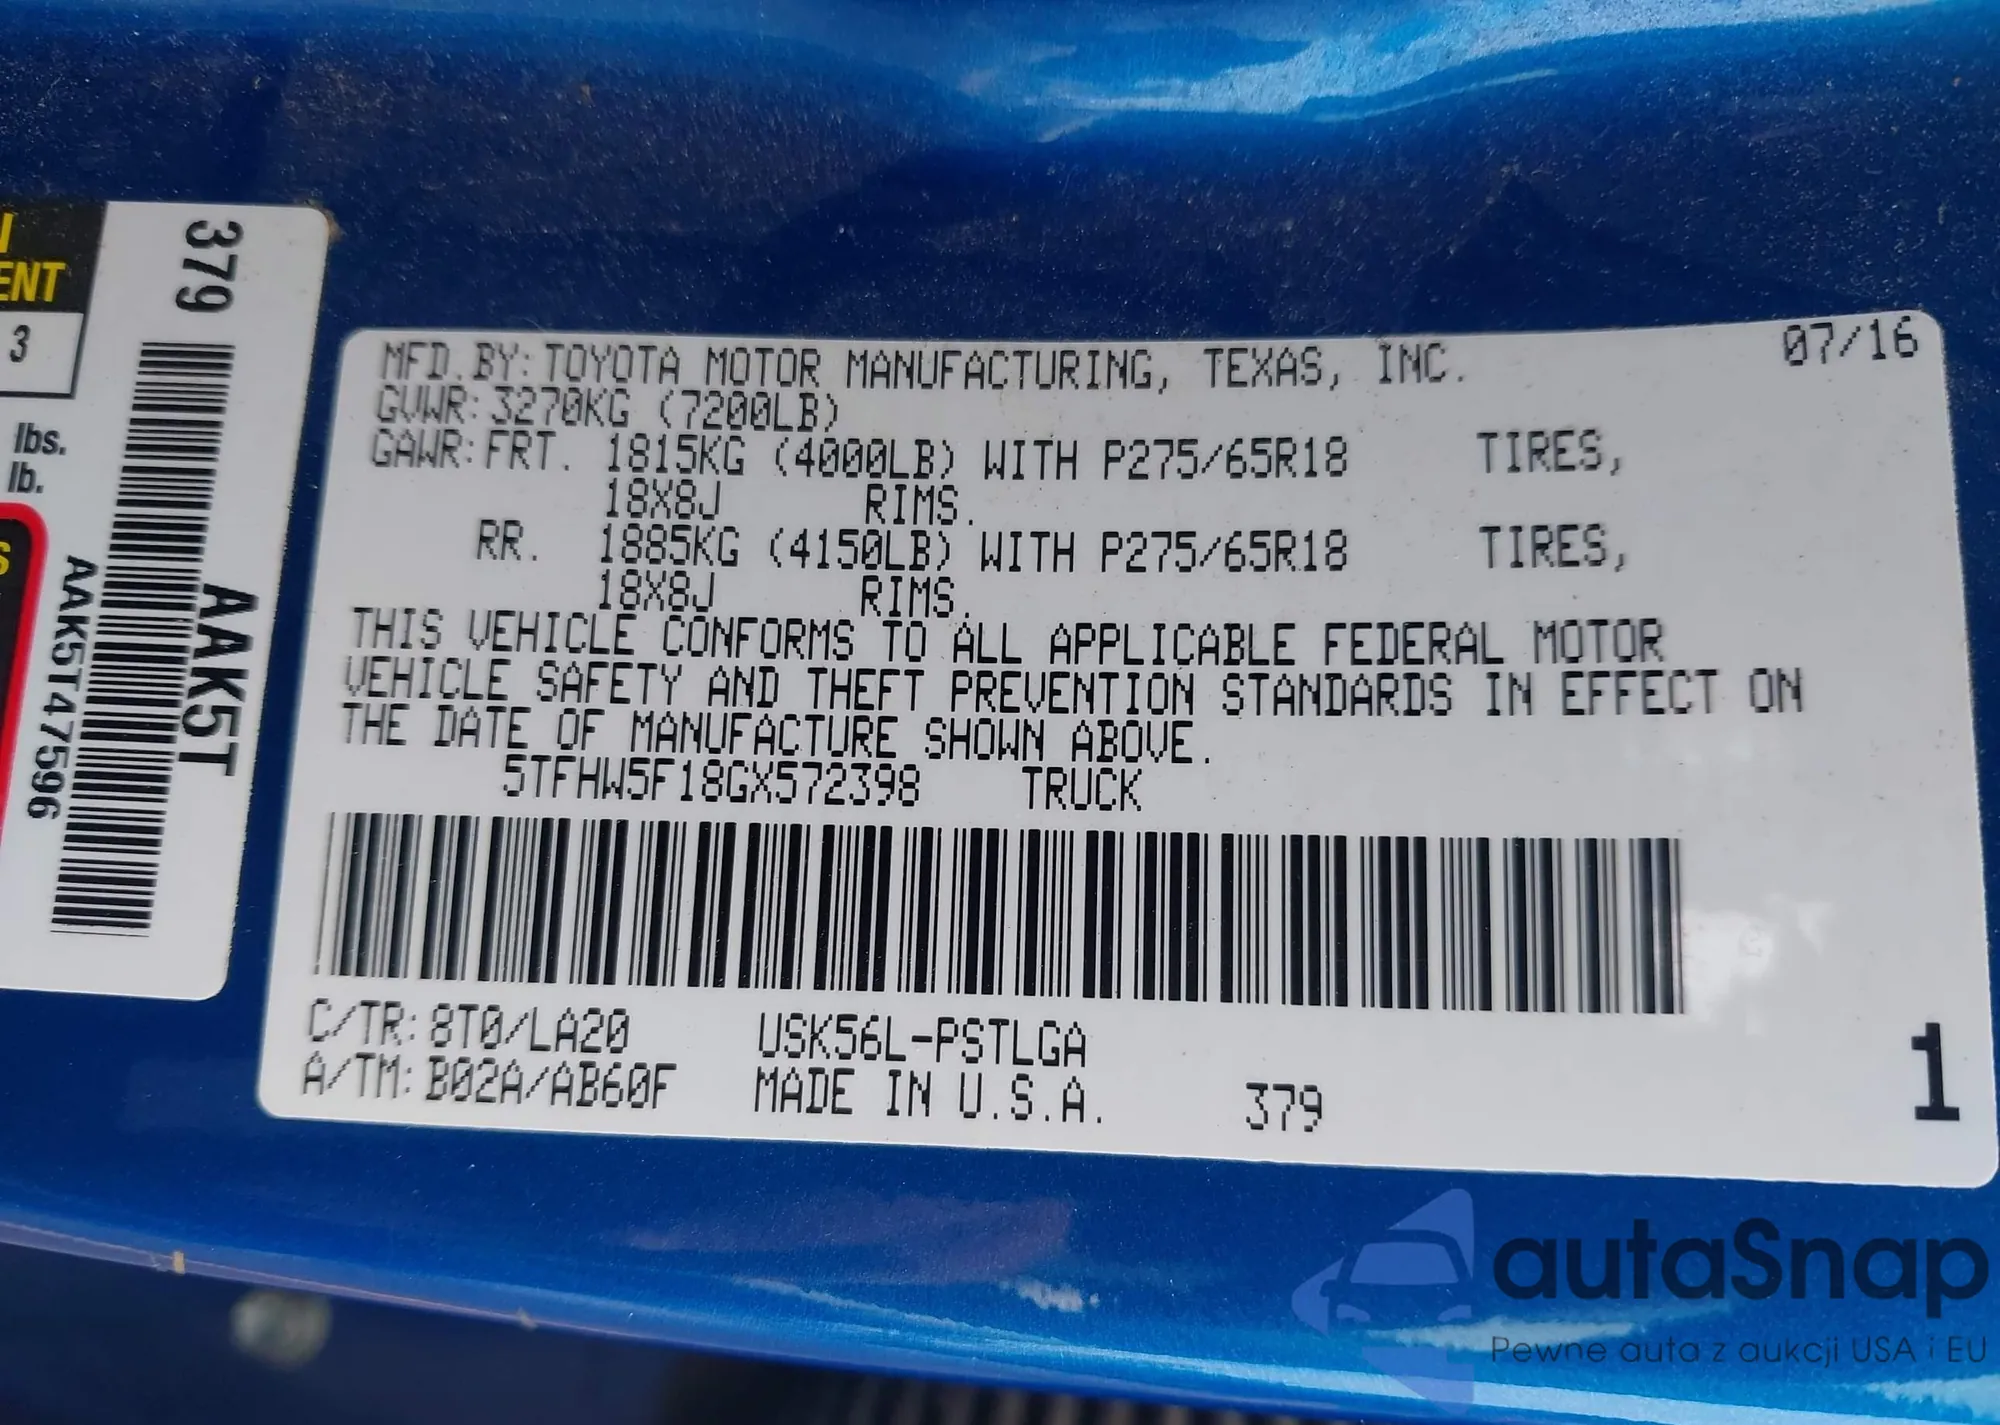 I
ENT
3
lbs.
lb.
S
379
AAK5T
AAK5T47596
07/16
MFD.BY:TOYOTA MOTOR MANUFACTURING, TEXAS, INC.
GVWR:3270KG (7200LB)
GAWR:FRT. 1815KG (4000LB) WITH P275/65R18 TIRES,
18X8J RIMS.
RR. 1885KG (4150LB) WITH P275/65R18 TIRES,
18X8J RIMS.
THIS VEHICLE CONFORMS TO ALL APPLICABLE FEDERAL MOTOR
VEHICLE SAFETY AND THEFT PREVENTION STANDARDS IN EFFECT ON
THE DATE OF MANUFACTURE SHOWN ABOVE.
5TFHW5F18GX572398 TRUCK
C/TR:8T0/LA20 USK56L-PSTLGA
A/TM:B02A/AB60F MADE IN U.S.A. 379
1
autoSnap
Pewne auta z aukcji USA i EU